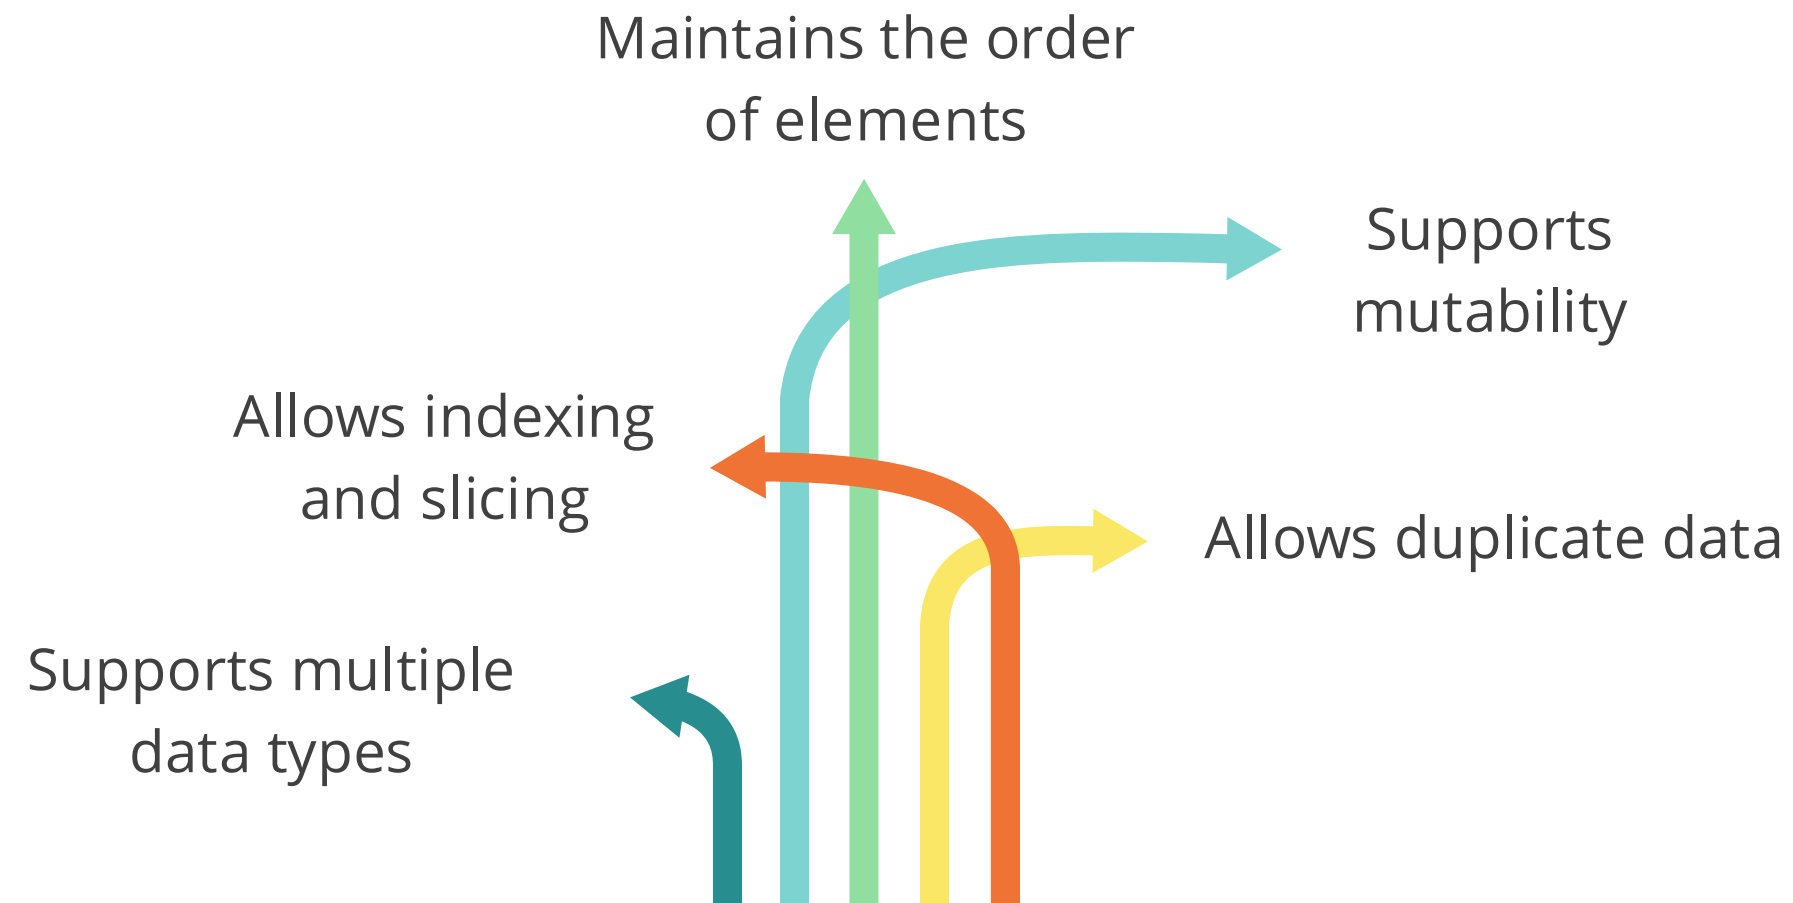 Maintains the order
of elements
Supports
mutability
Allows indexing
and slicing
Allows duplicate data
Supports multiple
data types